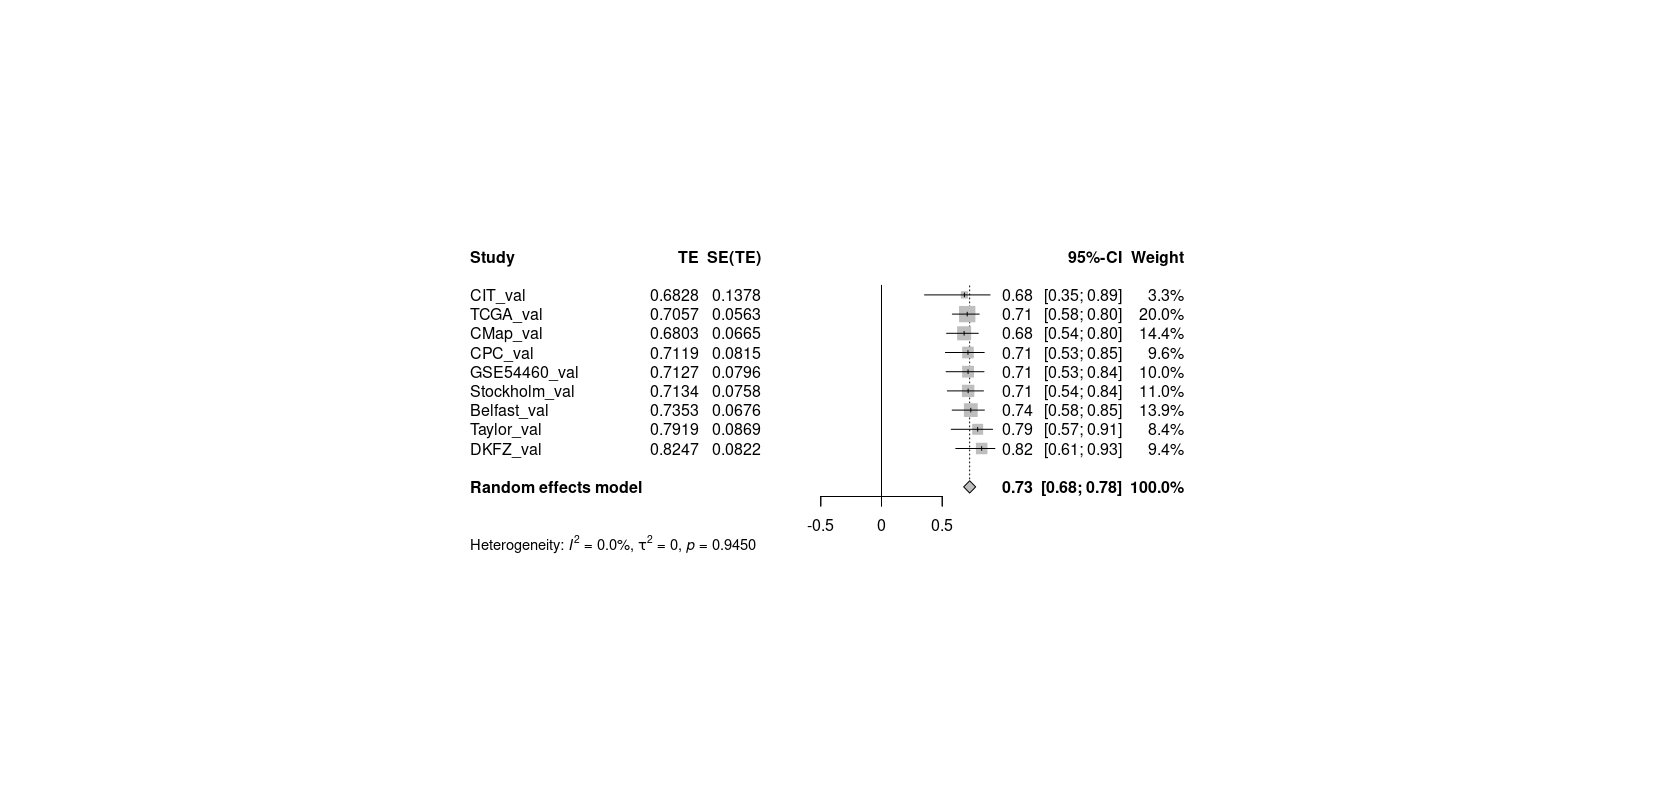 Study TE SE(TE) 95%-CI Weight
CIT_val 0.6828 0.1378 0.68 [0.35; 0.89] 3.3%
TCGA_val 0.7057 0.0563 0.71 [0.58; 0.80] 20.0%
CMap_val 0.6803 0.0665 0.68 [0.54; 0.80] 14.4%
CPC_val 0.7119 0.0815 0.71 [0.53; 0.85] 9.6%
GSE54460_val 0.7127 0.0796 0.71 [0.53; 0.84] 10.0%
Stockholm_val 0.7134 0.0758 0.71 [0.54; 0.84] 11.0%
Belfast_val 0.7353 0.0676 0.74 [0.58; 0.85] 13.9%
Taylor_val 0.7919 0.0869 0.79 [0.57; 0.91] 8.4%
DKFZ_val 0.8247 0.0822 0.82 [0.61; 0.93] 9.4%
Random effects model 0.73 [0.68; 0.78] 100.0%
-0.5 0 0.5
Heterogeneity: I² = 0.0%, τ² = 0, p = 0.9450